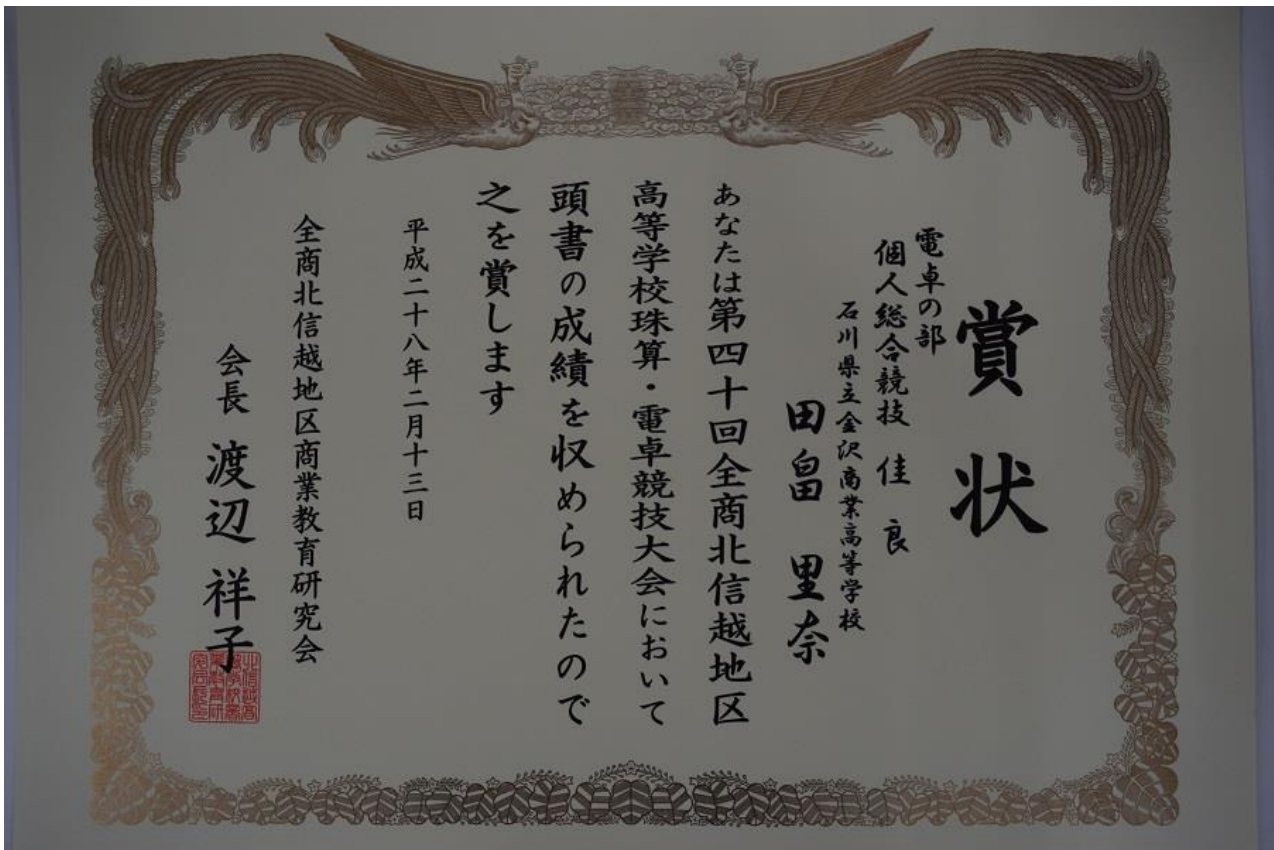 賞状
電卓の部
個人総合競技 佳良
石川県立金沢商業高等学校
田畠 里奈
あなたは第四十回全商北信越地区
高等学校珠算・電卓競技大会において
頭書の成績を収められたので
之を賞します
平成二十八年二月十三日
全商北信越地区商業教育研究会
会長 渡辺 祥子